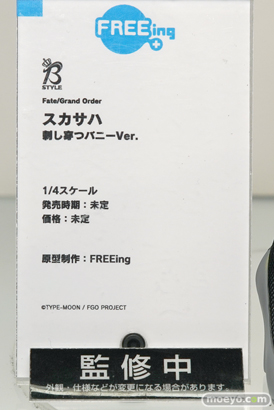 FREEing
B
STYLE
Fate/Grand Order
スカサハ
刺し穿つバニーVer.
1/4スケール
発売時期：未定
価格：未定
原型制作：FREEing
©TYPE-MOON / FGO PROJECT
監修中
外観・仕様などが変更になる場合があります。
moeyo.com